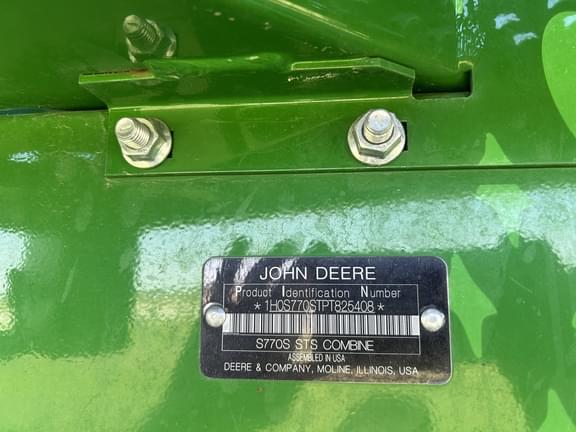 JOHN DEERE
Product Identification Number
*1H0S770STPT825408*
S770S STS COMBINE
ASSEMBLED IN USA
DEERE & COMPANY, MOLINE, ILLINOIS, USA